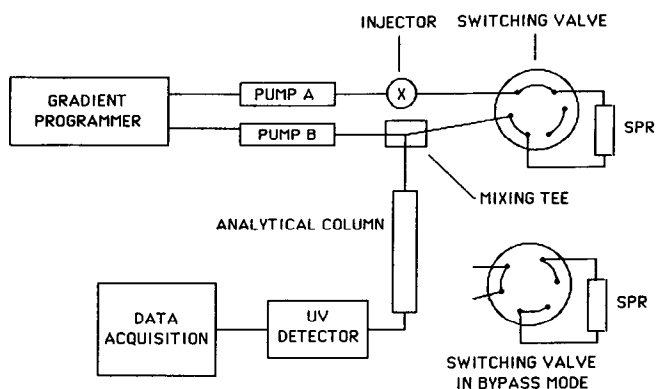 INJECTOR
SWITCHING VALVE
GRADIENT
PROGRAMMER
PUMP A
X
PUMP B
SPR
MIXING TEE
ANALYTICAL COLUMN
DATA
ACQUISITION
UV
DETECTOR
SPR
SWITCHING VALVE
IN BYPASS MODE